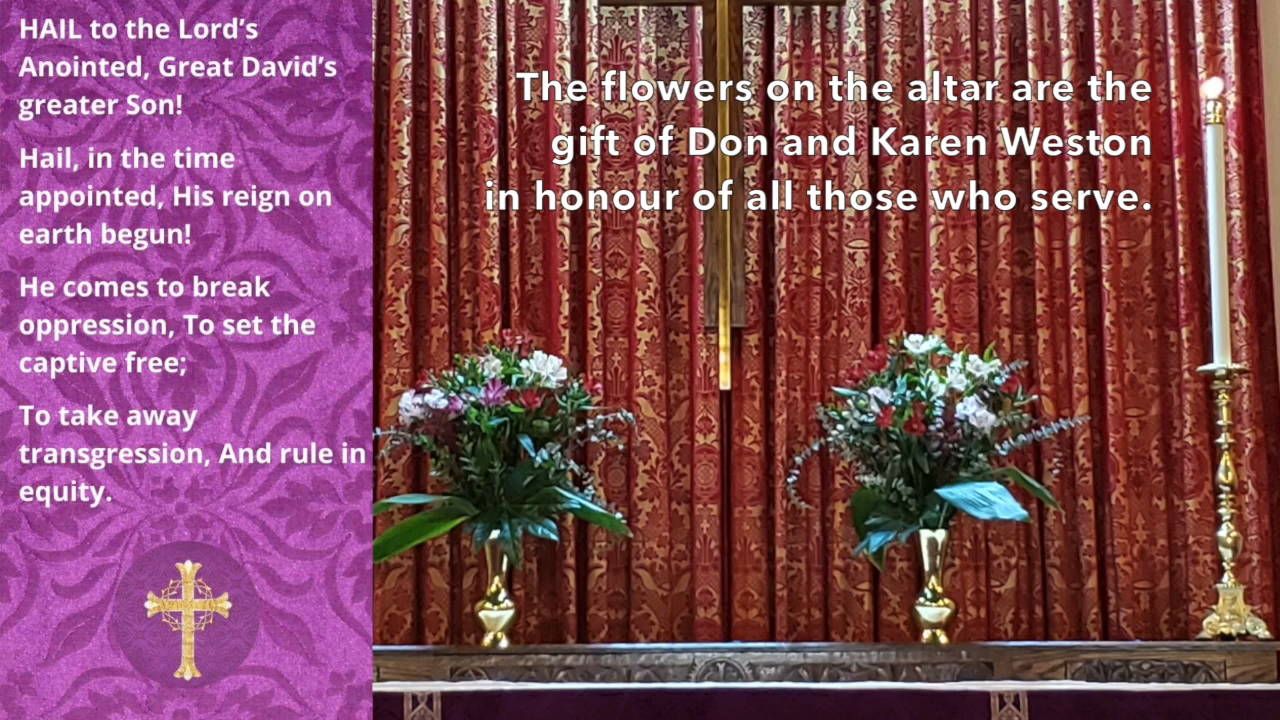 HAIL to the Lord’s
Anointed, Great David’s
greater Son!
Hail, in the time
appointed, His reign on
earth begun!
He comes to break
oppression, To set the
captive free;
To take away
transgression, And rule in
equity.
The flowers on the altar are the
gift of Don and Karen Weston
in honour of all those who serve.